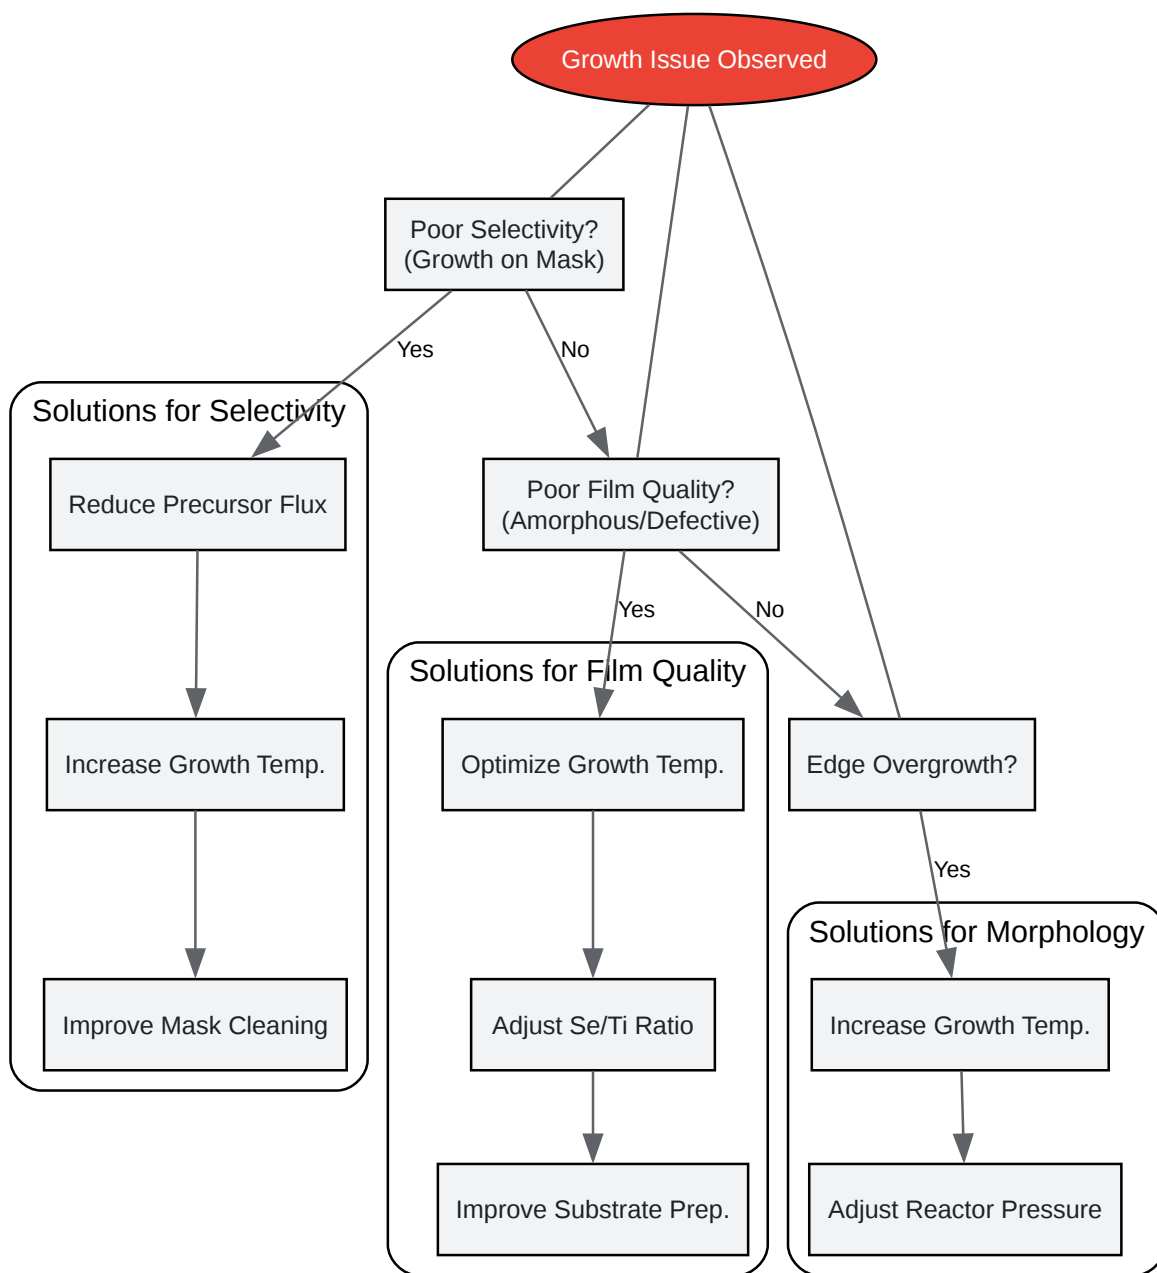 Growth Issue Observed
Poor Selectivity?
(Growth on Mask)
Yes
No
Solutions for Selectivity
Reduce Precursor Flux
Poor Film Quality?
(Amorphous/Defective)
Yes
No
Solutions for Film Quality
Increase Growth Temp.
Optimize Growth Temp.
Edge Overgrowth?
Yes
Solutions for Morphology
Improve Mask Cleaning
Adjust Se/Ti Ratio
Increase Growth Temp.
Improve Substrate Prep.
Adjust Reactor Pressure